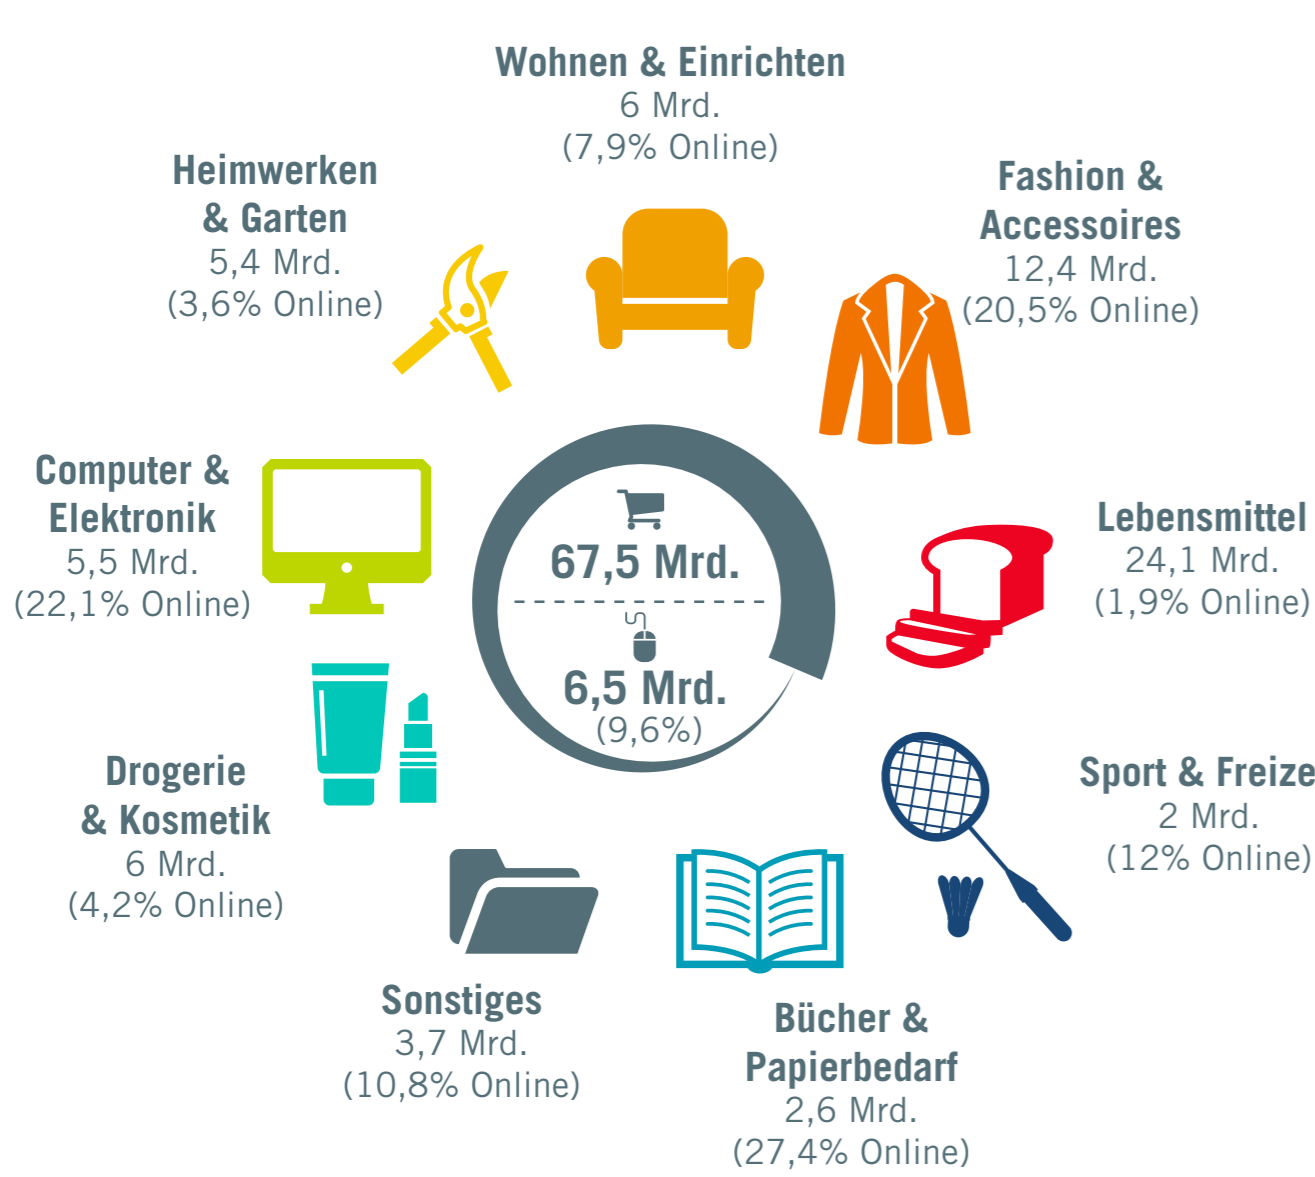 Wohnen & Einrichten
6 Mrd.
(7,9% Online)
Heimwerken
& Garten
5,4 Mrd.
(3,6% Online)
Fashion &
Accessoires
12,4 Mrd.
(20,5% Online)
Computer &
Elektronik
5,5 Mrd.
(22,1% Online)
67,5 Mrd.
6,5 Mrd.
(9,6%)
Lebensmittel
24,1 Mrd.
(1,9% Online)
Drogerie
& Kosmetik
6 Mrd.
(4,2% Online)
Sport & Freize
2 Mrd.
(12% Online)
Sonstiges
3,7 Mrd.
(10,8% Online)
Bücher &
Papierbedarf
2,6 Mrd.
(27,4% Online)